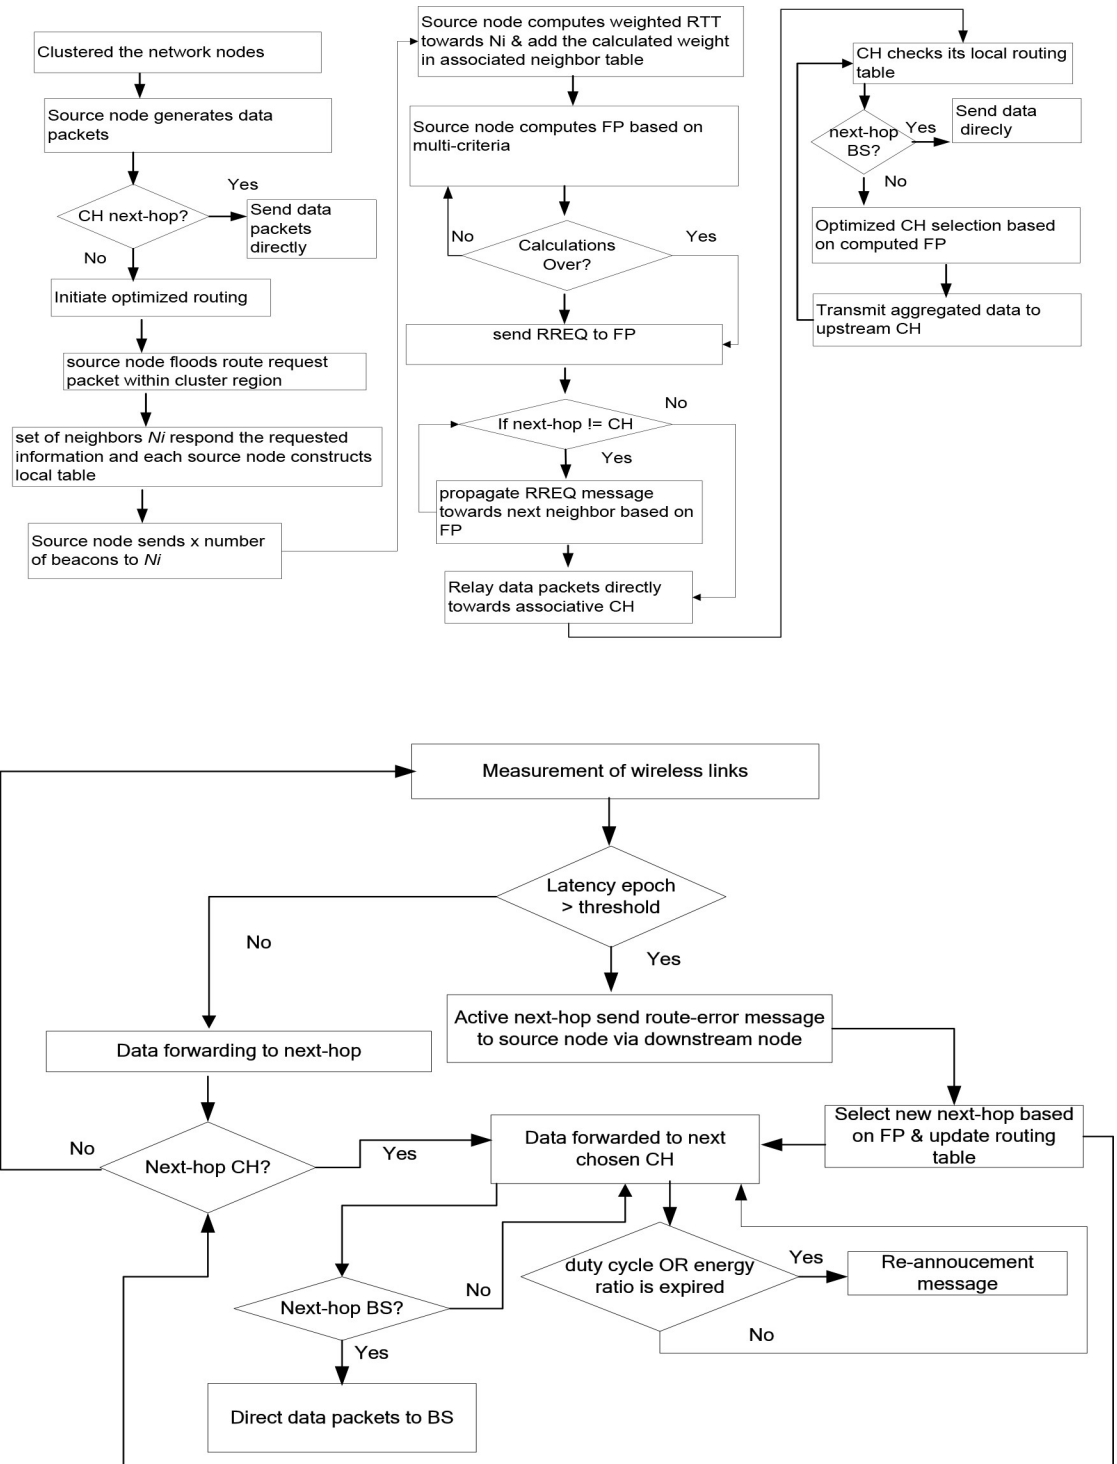 Clustered the network nodes
Source node generates data
packets
CH next-hop?
Yes
Send data
packets
directly
No
Initiate optimized routing
source node floods route request
packet within cluster region
set of neighbors Ni respond the requested
information and each source node constructs
local table
Source node sends x number
of beacons to Ni
Source node computes weighted RTT
towards Ni & add the calculated weight
in associated neighbor table
Source node computes FP based on
multi-criteria
No
Calculations
Over?
Yes
send RREQ to FP
If next-hop != CH
No
Yes
propagate RREQ message
towards next neighbor based on
FP
Relay data packets directly
towards associative CH
CH checks its local routing
table
next-hop
BS?
Yes
Send data
direcly
No
Optimized CH selection based
on computed FP
Transmit aggregated data to
upstream CH
Measurement of wireless links
Latency epoch
> threshold
No
Yes
Active next-hop send route-error message
to source node via downstream node
Data forwarding to next-hop
Select new next-hop based
on FP & update routing
table
Data forwarded to next
chosen CH
No
Next-hop CH?
Yes
duty cycle OR energy
ratio is expired
Yes
Re-annoucement
message
No
Next-hop BS?
No
Yes
Direct data packets to BS